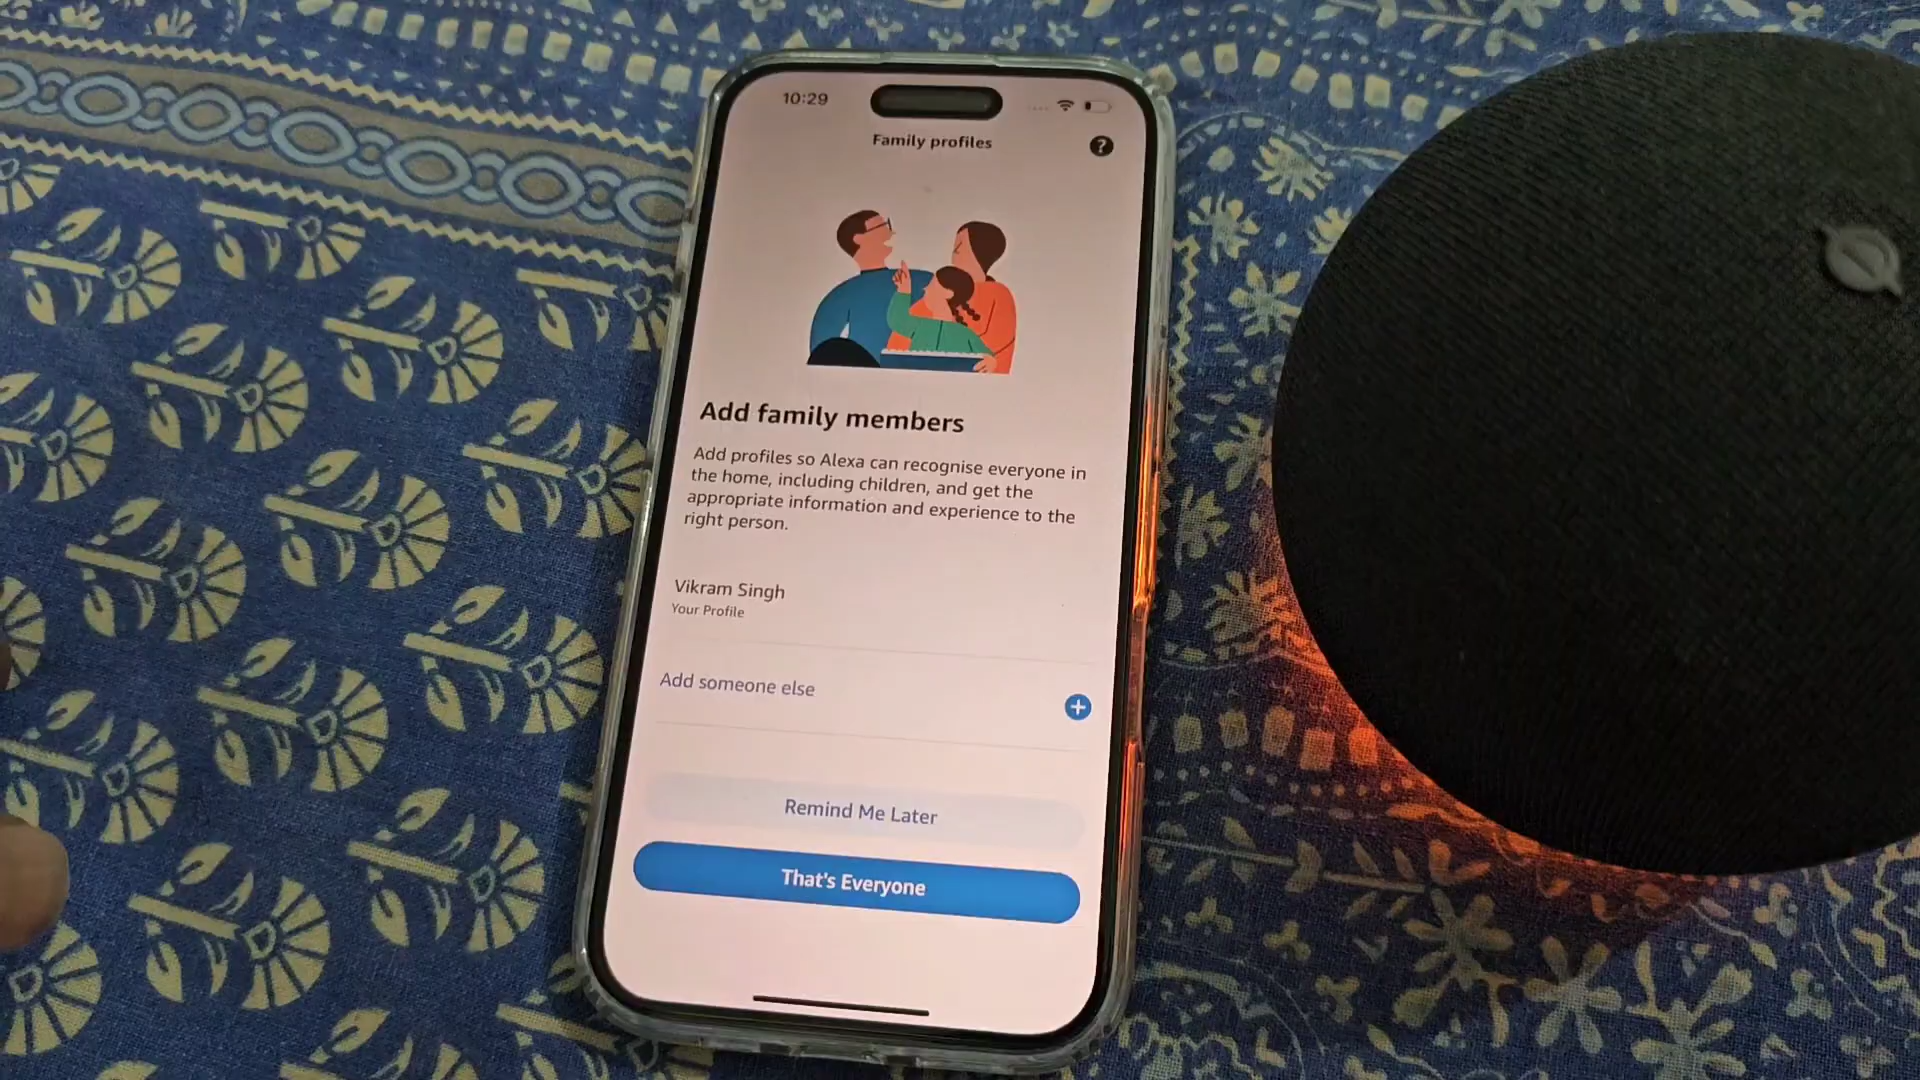 10:29
Family profiles
?
Add family members
Add profiles so Alexa can recognise everyone in
the home, including children, and get the
appropriate information and experience to the
right person.
Vikram Singh
Your Profile
Add someone else
Remind Me Later
That's Everyone